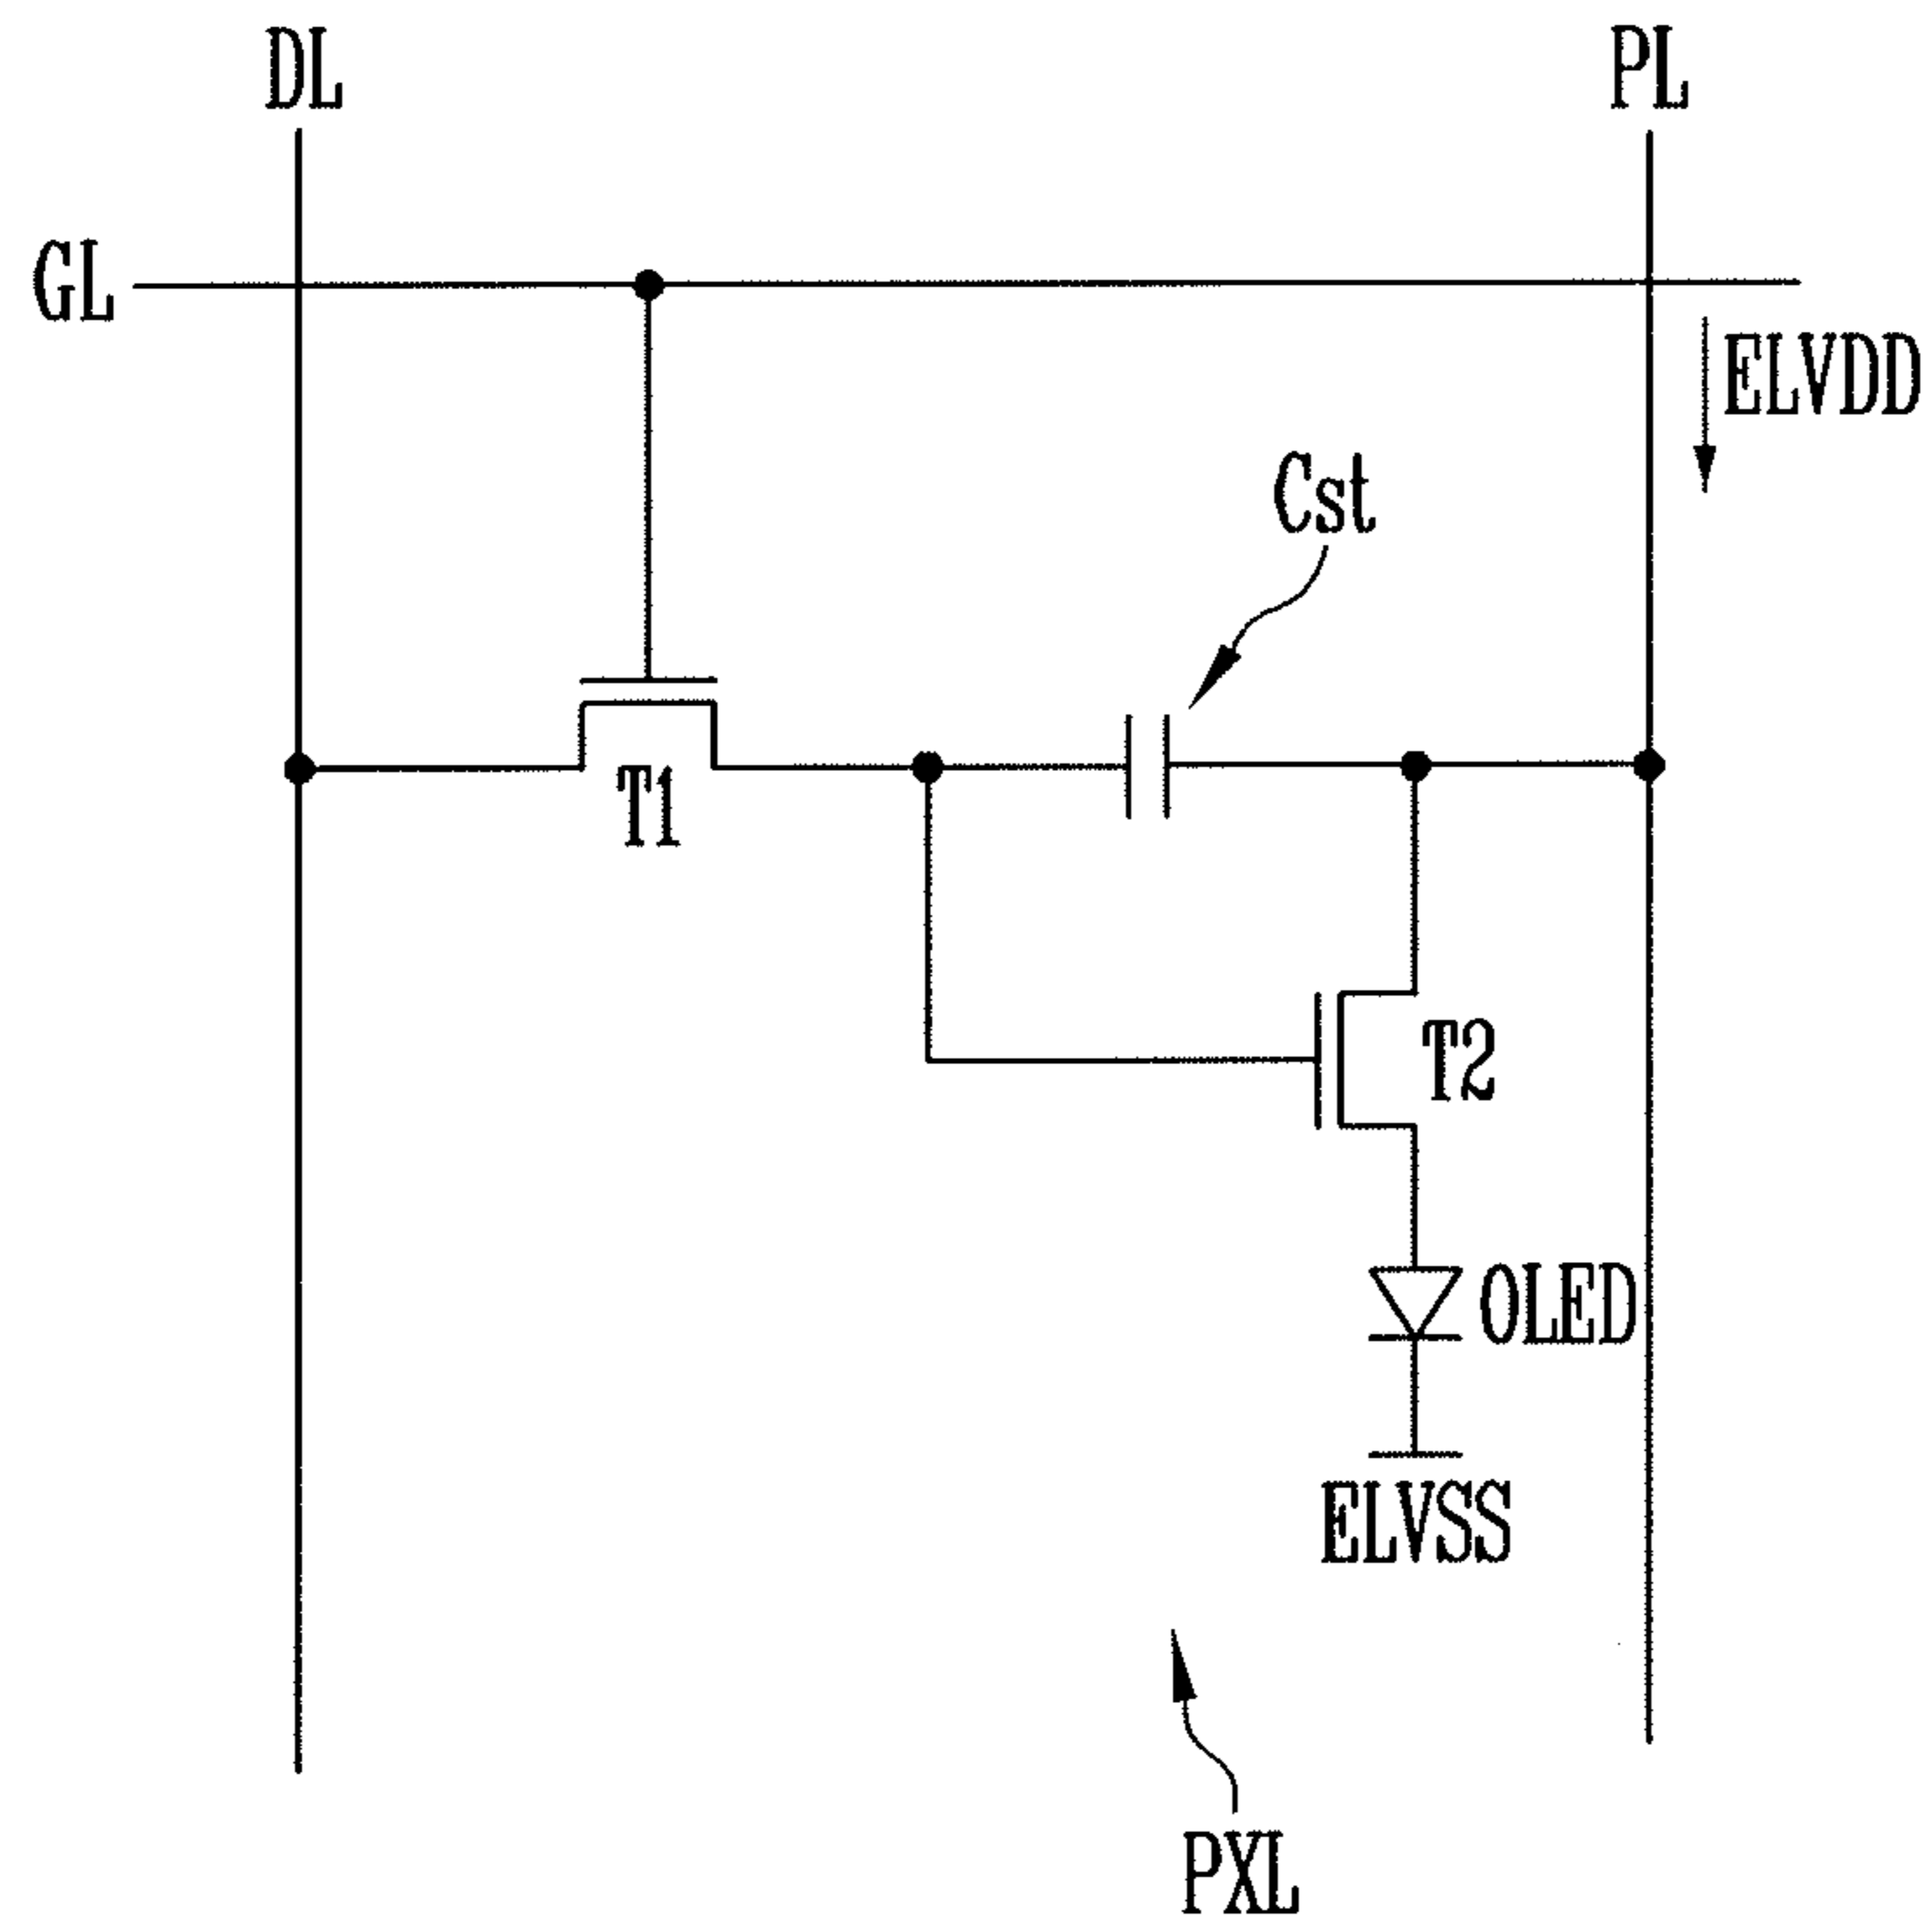 DL
PL
GL
ELVDD
Cst
T1
T2
OLED
ELVSS
PXL